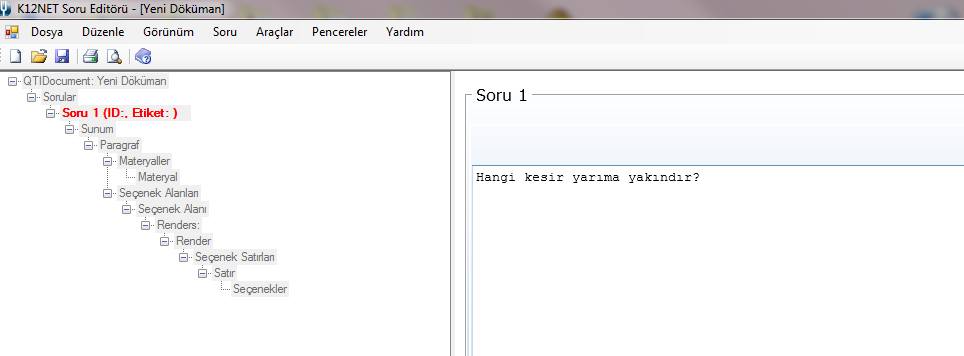 K12NET Soru Editörü - [Yeni Döküman]
Dosya Düzenle Görünüm Soru Araçlar Pencereler Yardım
QTIDocument: Yeni Döküman
Sorular
Soru 1 (ID:, Etiket: )
Sunum
Paragraf
Materyaller
Materyal
Seçenek Alanları
Seçenek Alanı
Renders:
Render
Seçenek Satırları
Satır
Seçenekler
Soru 1
Hangi kesir yarıma yakındır?